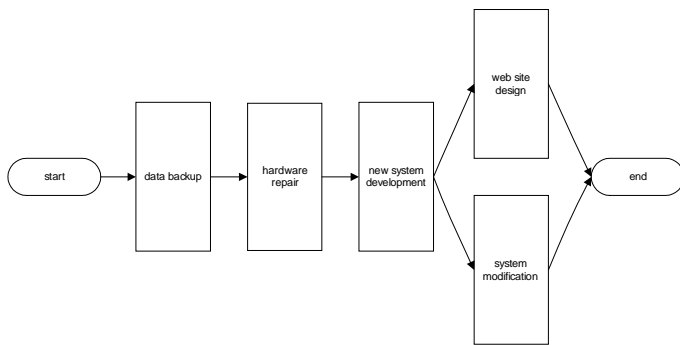 start
data backup
hardware
repair
new system
development
web site
design
system
modification
end